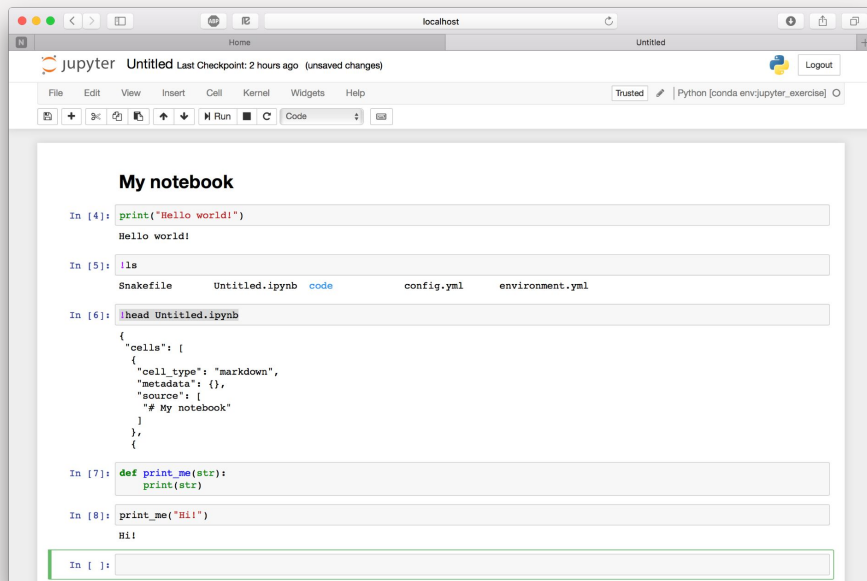 ABP
localhost
N
Home
Untitled
jupyter Untitled Last Checkpoint: 2 hours ago (unsaved changes)
Logout
File Edit View Insert Cell Kernel Widgets Help
Trusted Python [conda env:jupyter_exercise]
Run Code
My notebook
In [4]: print("Hello world!")
Hello world!
In [5]: !ls
Snakefile Untitled.ipynb code config.yml environment.yml
In [6]: !head Untitled.ipynb
{
 "cells": [
  {
   "cell_type": "markdown",
   "metadata": {},
   "source": [
    "# My notebook"
   ]
  },
  {
In [7]: def print_me(str):
    print(str)
In [8]: print_me("Hi!")
Hi!
In [ ]: